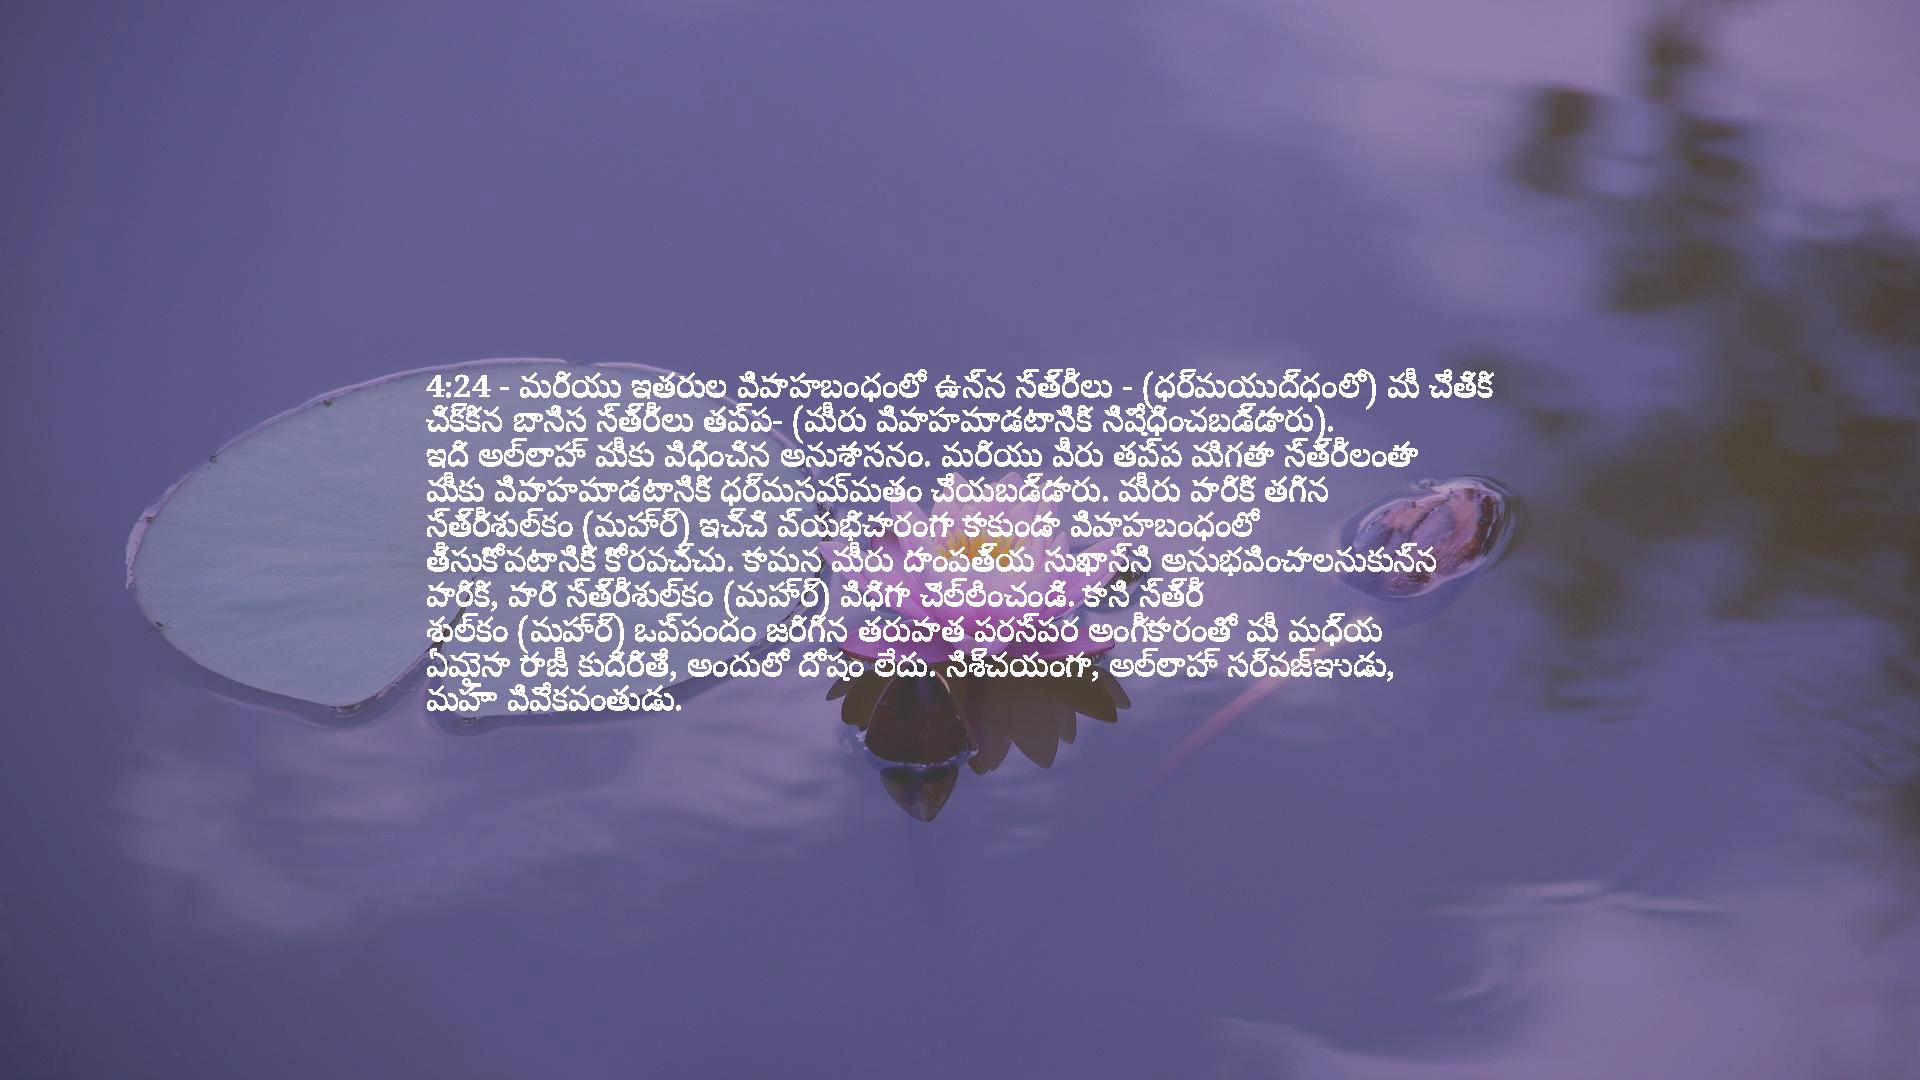 4:24 - మరియు ఇతరుల వివాహబంధంలో ఉన్న స్త్రీలు - (ధర్మయుద్ధంలో) మీ చేతికి
చిక్కిన బానిస స్త్రీలు తప్ప- (మీరు వివాహమాడటానికి నిషేధించబడ్డారు).
ఇది అల్లాహ్ మీకు విధించిన అనుశాసనం. మరియు వీరు తప్ప మిగతా స్త్రీలంతా
మీకు వివాహమాడటానికి ధర్మసమ్మతం చేయబడ్డారు. మీరు వారికి తగిన
స్త్రీశుల్కం (మహ్ర్) ఇచ్చి వ్యభిచారంగా కాకుండా వివాహబంధంలో
తీసుకోవటానికి కోరవచ్చు. కావున మీరు దాంపత్య సుఖాన్ని అనుభవించాలనుకున్న
వారికి, వారి స్త్రీశుల్కం (మహ్ర్) విధిగా చెల్లించండి. కాని స్త్రీ
శుల్కం (మహ్ర్) ఒప్పందం జరిగిన తరువాత పరస్పర అంగీకారంతో మీ మధ్య
ఏమైనా రాజీ కుదిరితే, అందులో దోషం లేదు. నిశ్చయంగా, అల్లాహ్ సర్వజ్ఞుడు,
మహా వివేకవంతుడు.